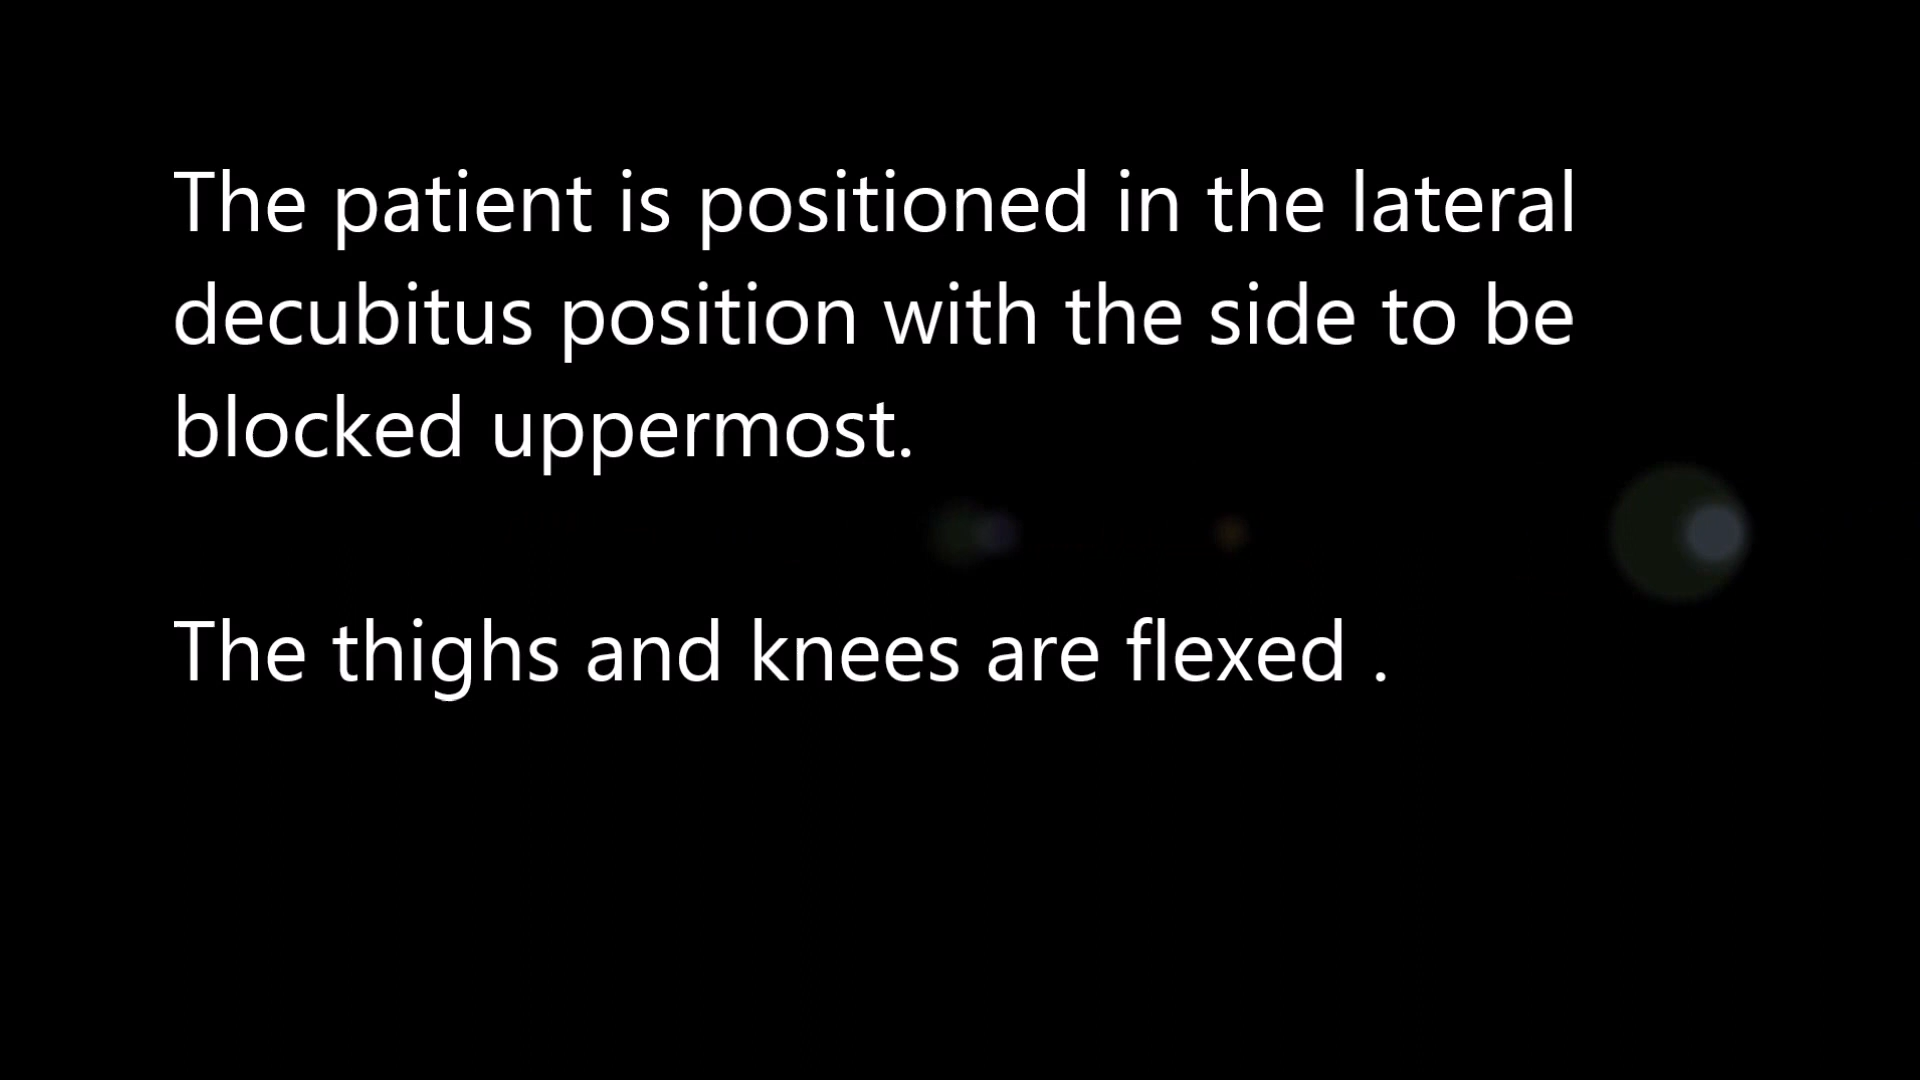 The patient is positioned in the lateral
decubitus position with the side to be
blocked uppermost.
The thighs and knees are flexed .